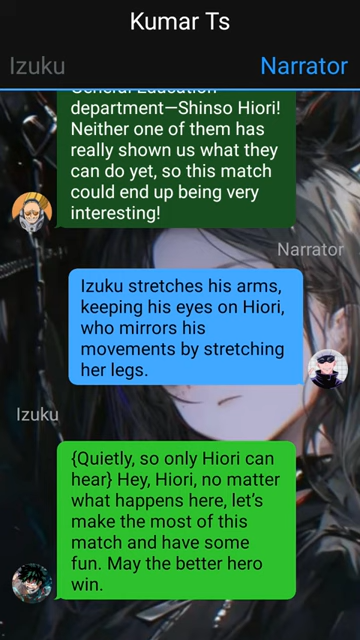 Kumar Ts
Izuku
Narrator
General Education
department—Shinso Hiori!
Neither one of them has
really shown us what they
can do yet, so this match
could end up being very
interesting!
Narrator
Izuku stretches his arms,
keeping his eyes on Hiori,
who mirrors his
movements by stretching
her legs.
Izuku
{Quietly, so only Hiori can
hear} Hey, Hiori, no matter
what happens here, let’s
make the most of this
match and have some
fun. May the better hero
win.